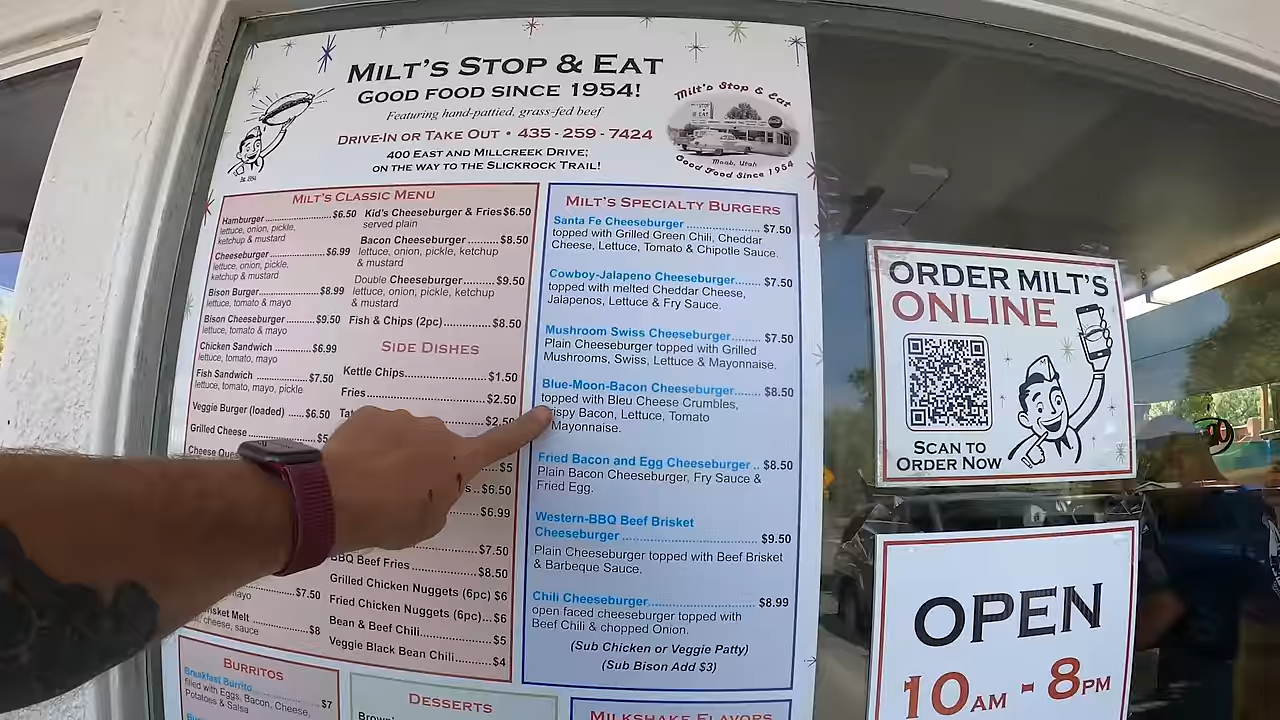 MILT'S STOP & EAT
GOOD FOOD SINCE 1954!
Featuring hand-pattied, grass-fed beef
DRIVE-IN OR TAKE OUT • 435-259-7424
400 EAST AND MILLCREEK DRIVE;
ON THE WAY TO THE SLICKROCK TRAIL!
Milt's Stop & Eat
Moab, Utah
Good Food Since 1954
MILT'S CLASSIC MENU
Hamburger $6.50
lettuce, onion, pickle,
ketchup & mustard
Cheeseburger $6.99
lettuce, onion, pickle,
ketchup & mustard
Bison Burger $8.99
lettuce, tomato & mayo
Bison Cheeseburger $9.50
lettuce, tomato & mayo
Chicken Sandwich $6.99
lettuce, tomato, mayo
Fish Sandwich $7.50
lettuce, tomato, mayo, pickle
Veggie Burger (loaded) $6.50
Grilled Cheese $5
Cheese
$7.50
mayo
Melt $8
cheese, sauce
Kid's Cheeseburger & Fries $6.50
served plain
Bacon Cheeseburger $8.50
lettuce, onion, pickle, ketchup
& mustard
Double Cheeseburger $9.50
lettuce, onion, pickle, ketchup
& mustard
Fish & Chips (2pc) $8.50
SIDE DISHES
Kettle Chips $1.50
Fries $2.50
$2.50
$5
$6.50
$6.99
$7.50
BBQ Beef Fries $8.50
Grilled Chicken Nuggets (6pc) $6
Fried Chicken Nuggets (6pc) $6
Bean & Beef Chili $5
Veggie Black Bean Chili $4
MILT'S SPECIALTY BURGERS
Santa Fe Cheeseburger $7.50
topped with Grilled Green Chili, Cheddar
Cheese, Lettuce, Tomato & Chipotle Sauce.
Cowboy-Jalapeno Cheeseburger $7.50
topped with melted Cheddar Cheese,
Jalapenos, Lettuce & Fry Sauce.
Mushroom Swiss Cheeseburger $7.50
Plain Cheeseburger topped with Grilled
Mushrooms, Swiss, Lettuce & Mayonnaise.
Blue-Moon-Bacon Cheeseburger $8.50
topped with Bleu Cheese Crumbles,
Bacon, Lettuce, Tomato
Mayonnaise.
Fried Bacon and Egg Cheeseburger $8.50
Plain Bacon Cheeseburger, Fry Sauce &
Fried Egg.
Western-BBQ Beef Brisket
Cheeseburger $9.50
Plain Cheeseburger topped with Beef Brisket
& Barbeque Sauce.
Chili Cheeseburger $8.99
open faced cheeseburger topped with
Beef Chili & chopped Onion.
(Sub Chicken or Veggie Patty)
(Sub Bison Add $3)
BURRITOS
Breakfast Burrito $7
filled with Eggs, Bacon, Cheese,
Potatoes & Salsa
DESSERTS
MILKSHAKE FLAVORS
ORDER MILT'S
ONLINE
SCAN TO
ORDER NOW
OPEN
10AM - 8PM